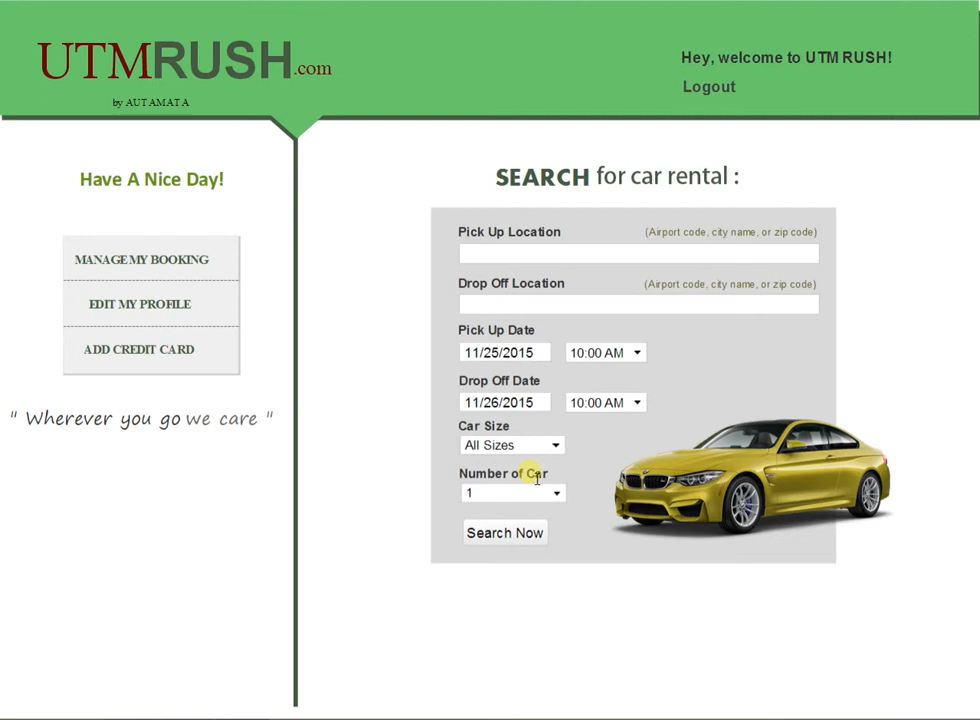 UTMRUSH.com
by AUTAMATA
Hey, welcome to UTM RUSH!
Logout
Have A Nice Day!
MANAGE MY BOOKING
EDIT MY PROFILE
ADD CREDIT CARD
" Wherever you go we care "
SEARCH for car rental :
Pick Up Location (Airport code, city name, or zip code)
Drop Off Location (Airport code, city name, or zip code)
Pick Up Date
11/25/2015 10:00 AM
Drop Off Date
11/26/2015 10:00 AM
Car Size
All Sizes
Number of Car
1
Search Now